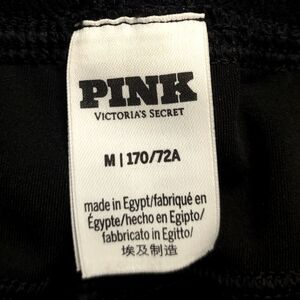 PINK
VICTORIA'S SECRET
M | 170/72A
made in Egypt/fabriqué en
Égypte/hecho en Egipto/
fabbricato in Egitto/
埃及制造